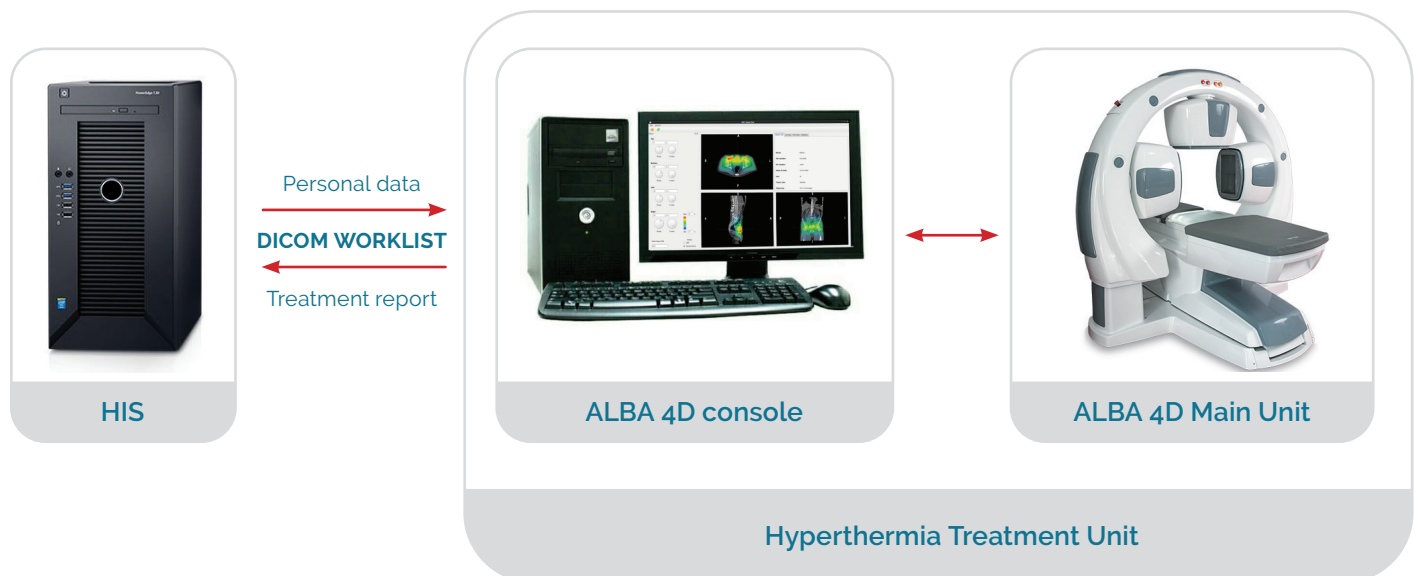 Personal data
DICOM WORKLIST
Treatment report
HIS
ALBA 4D console
ALBA 4D Main Unit
Hyperthermia Treatment Unit